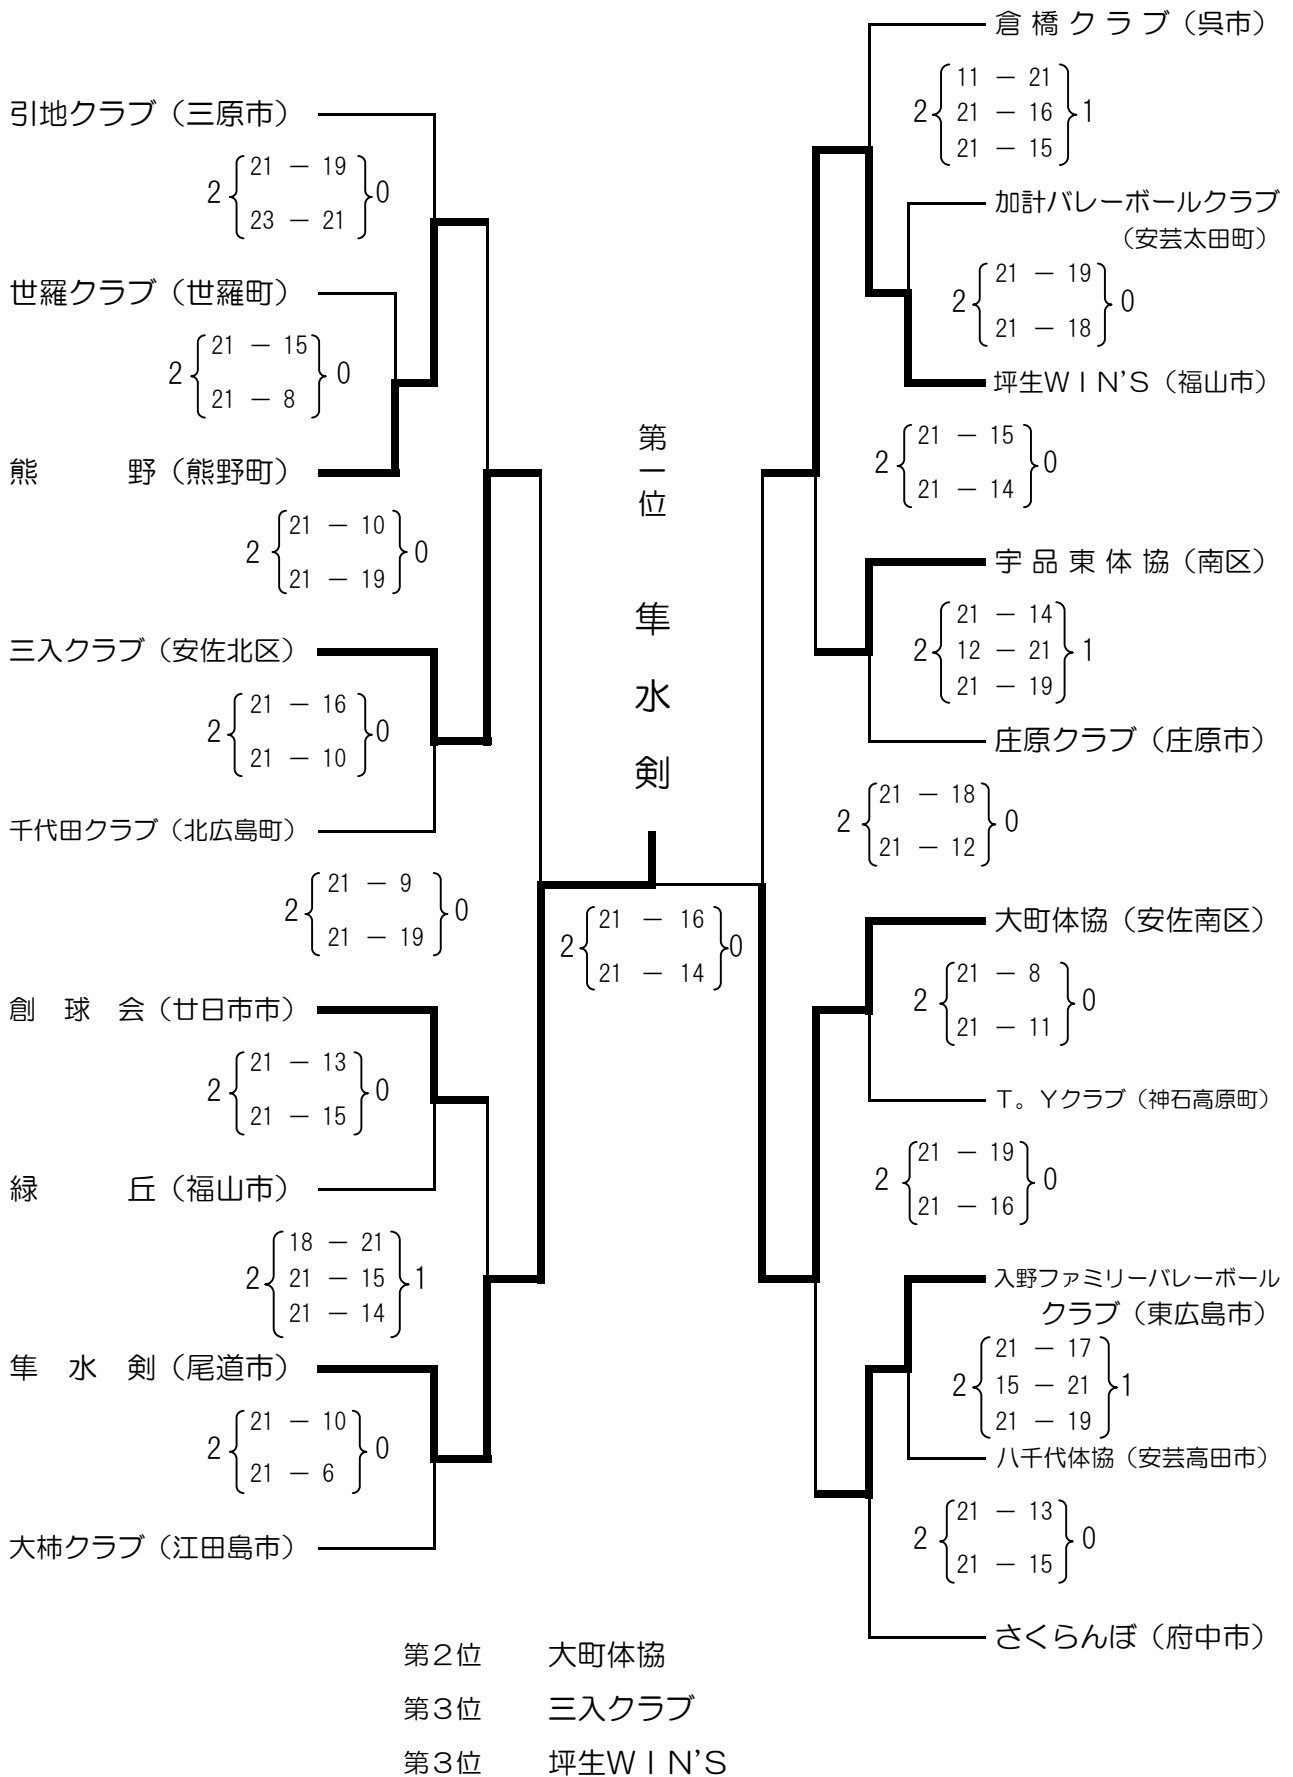 引地クラブ（三原市）
2 21 － 19 0
23 － 21
世羅クラブ（世羅町）
2 21 － 15 0
21 － 8
熊 野（熊野町）
2 21 － 10 0
21 － 19
三入クラブ（安佐北区）
2 21 － 16 0
21 － 10
千代田クラブ（北広島町）
2 21 － 9 0
21 － 19
創 球 会（廿日市市）
2 21 － 13 0
21 － 15
緑 丘（福山市）
2 18 － 21 1
21 － 15
21 － 14
隼 水 剣（尾道市）
2 21 － 10 0
21 － 6
大柿クラブ（江田島市）
第一位 隼水剣
2 21 － 16 0
21 － 14
倉橋クラブ（呉市）
2 11 － 21 1
21 － 16
21 － 15
加計バレーボールクラブ
（安芸太田町）
2 21 － 19 0
21 － 18
坪生ＷＩＮ’Ｓ（福山市）
2 21 － 15 0
21 － 14
宇品東体協（南区）
2 21 － 14 1
12 － 21
21 － 19
庄原クラブ（庄原市）
2 21 － 18 0
21 － 12
大町体協（安佐南区）
2 21 － 8 0
21 － 11
Ｔ。Ｙクラブ（神石高原町）
2 21 － 19 0
21 － 16
入野ファミリーバレーボール
クラブ（東広島市）
2 21 － 17 1
15 － 21
21 － 19
八千代体協（安芸高田市）
2 21 － 13 0
21 － 15
さくらんぼ（府中市）
第２位 大町体協
第３位 三入クラブ
第３位 坪生ＷＩＮ’Ｓ